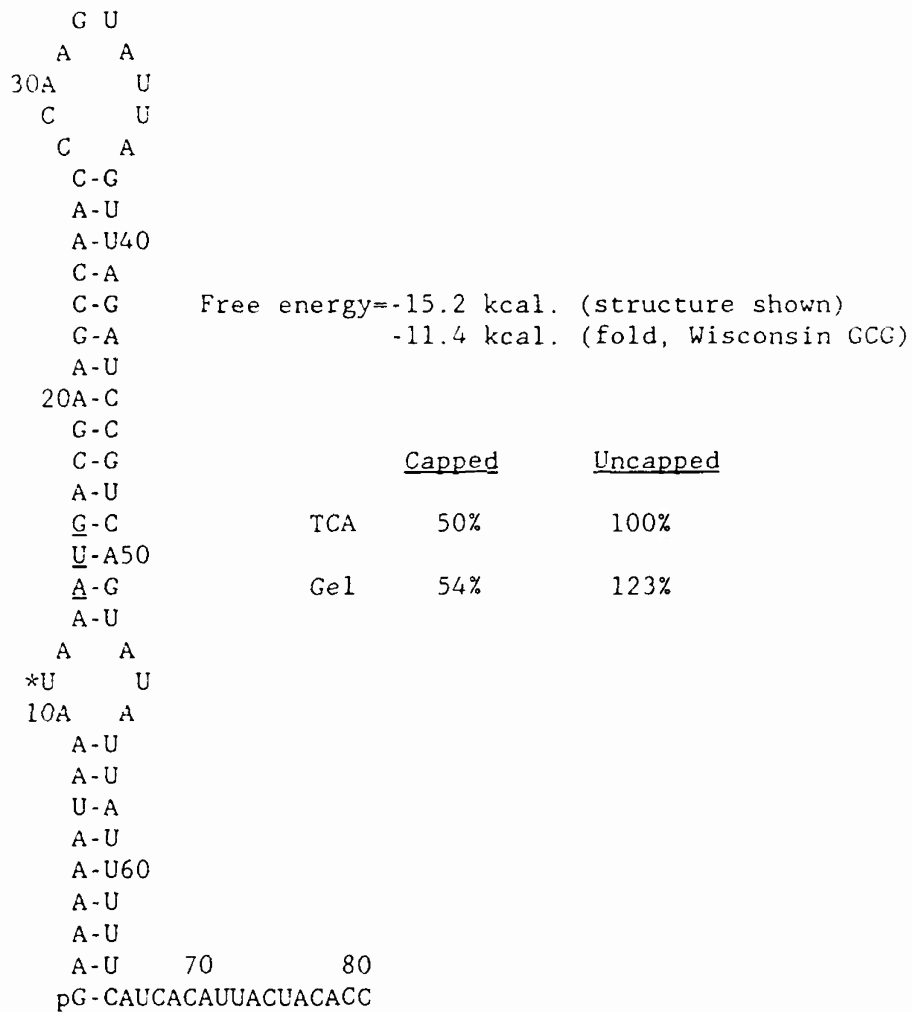 G U
A A
30A U
C U
C A
C-G
A-U
A-U40
C-A
C-G Free energy=-15.2 kcal. (structure shown)
G-A -11.4 kcal. (fold, Wisconsin GCG)
A-U
20A-C
G-C
C-G Capped Uncapped
A-U
G-C TCA 50% 100%
U-A50
A-G Gel 54% 123%
A-U
A A
*U U
10A A
A-U
A-U
U-A
A-U
A-U60
A-U
A-U
A-U 70 80
pG-CAUCACAUUACUACACC